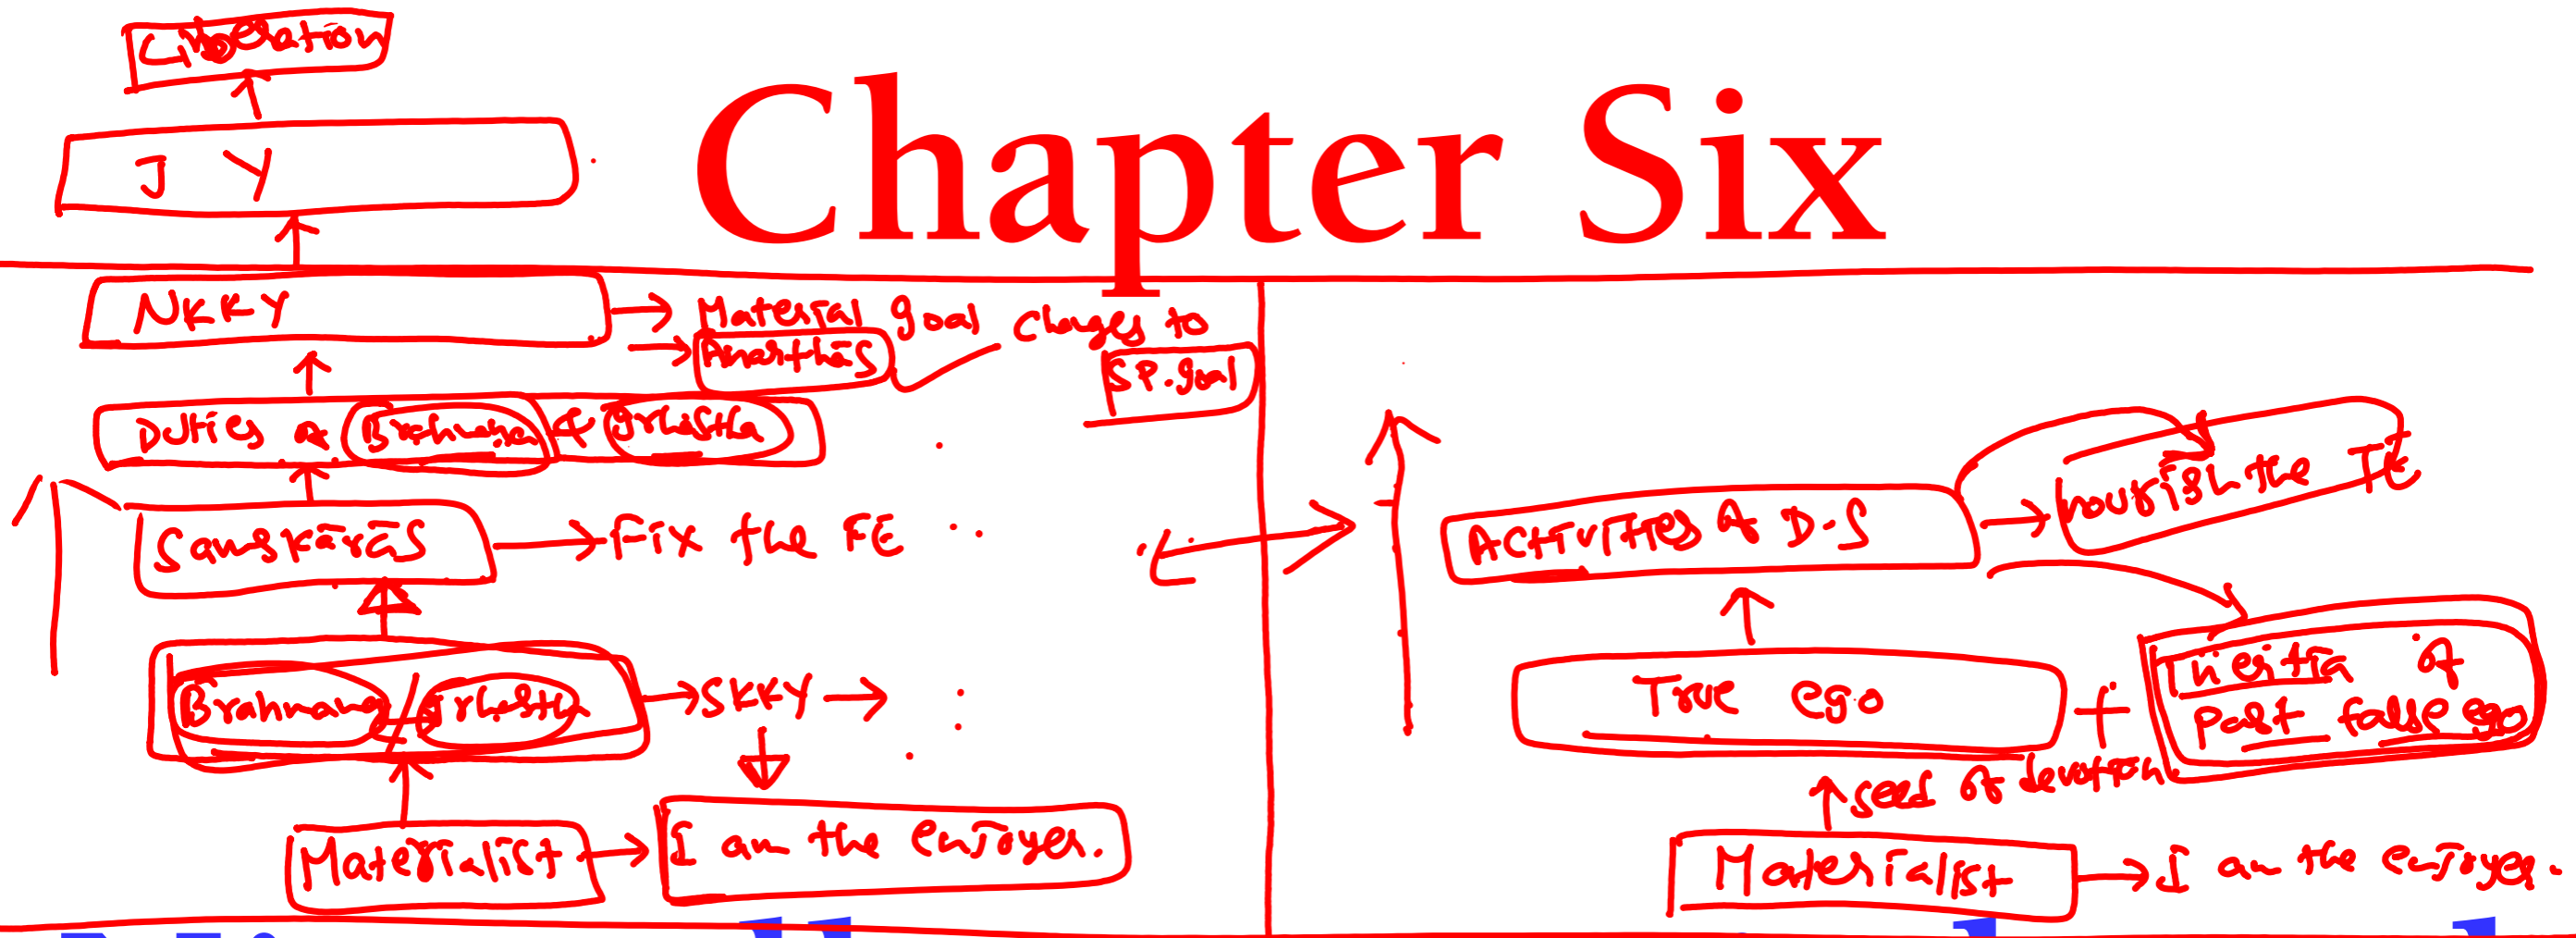 Liberation
Chapter Six
J Y
NKKY → Material goal changes to
→ Anarthas
SP. goal
Duties of Brahmana & grhastha
Samskāras → Fix the FE
Brahmana / grhastha → SKKY →
Materialist → I am the enjoyer.
Activities of D.S → nourish the TE
True ego + Inertia of
past false ego
seed of devotion
Materialist → I am the enjoyer.